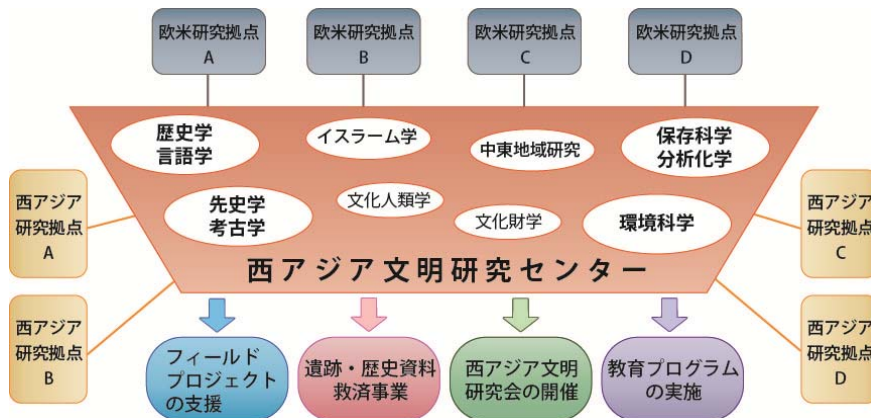 欧米研究拠点
A
欧米研究拠点
B
欧米研究拠点
C
欧米研究拠点
D
歴史学
言語学
イスラーム学
中東地域研究
保存科学
分析化学
先史学
考古学
文化人類学
文化財学
環境科学
西アジア文明研究センター
西アジア
研究拠点
A
西アジア
研究拠点
B
西アジア
研究拠点
C
西アジア
研究拠点
D
フィールド
プロジェクト
の支援
遺跡・歴史資料
救済事業
西アジア文明
研究会の開催
教育プログラム
の実施